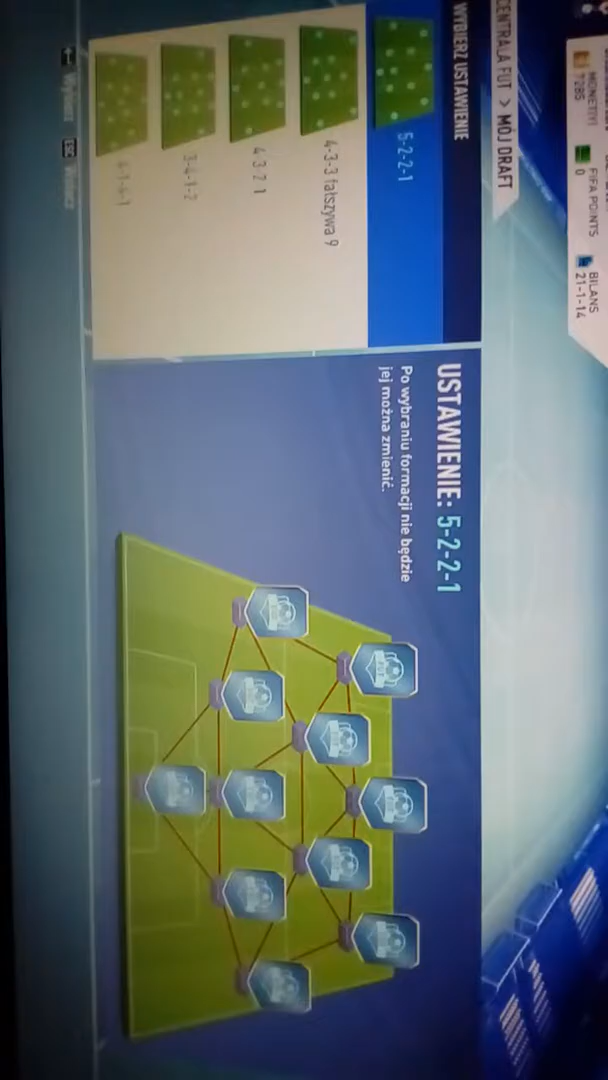 MONETY
7285
FIFA POINTS
0
BILANS
21-1-14
CENTRALA FUT > MÓJ DRAFT
WYBIERZ USTAWIENIE
5-2-2-1
4-3-3 fałszywa 9
4-3-2-1
3-4-1-2
4-1-4-1
USTAWIENIE: 5-2-2-1
Po wybraniu formacji nie będzie
jej można zmienić.
Wybierz
ESC Wstecz